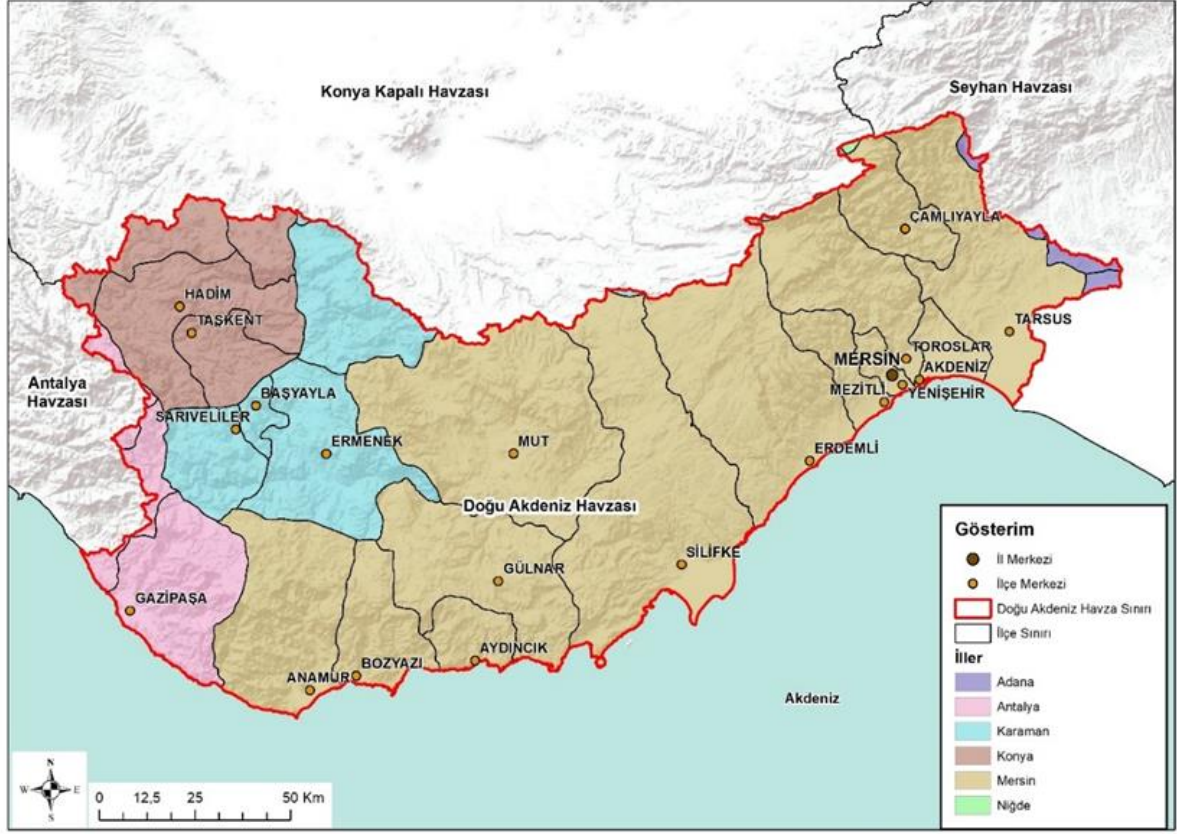 Konya Kapalı Havzası
Seyhan Havzası
ÇAMLIYAYLA
HADİM
TAŞKENT
TARSUS
TOROSLAR
MERSİN
AKDENİZ
Antalya
Havzası
BAŞYAYLA
MEZİTLİ
YENİŞEHİR
SARIVELİLER
ERMENEK
MUT
ERDEMLİ
Doğu Akdeniz Havzası
SİLİFKE
GÜLNAR
GAZİPAŞA
AYDINCIK
BOZYAZI
ANAMUR
Akdeniz
Gösterim
İl Merkezi
İlçe Merkezi
Doğu Akdeniz Havza Sınırı
İlçe Sınırı
İller
Adana
Antalya
Karaman
Konya
Mersin
Niğde
N
W E
S
0 12,5 25 50 Km